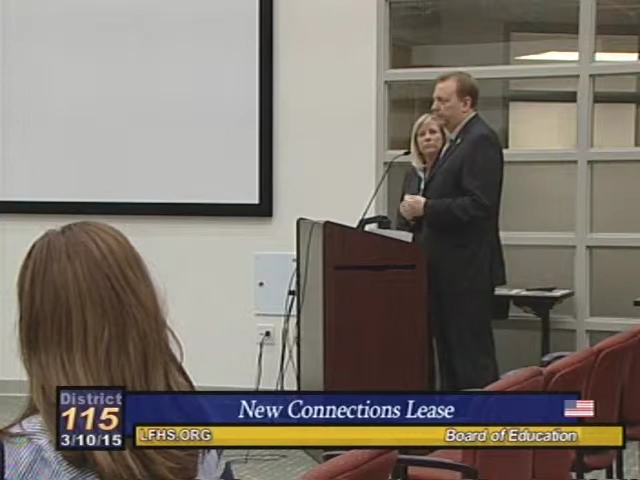 District
115
3/10/15
New Connections Lease
LFHS.ORG
Board of Education